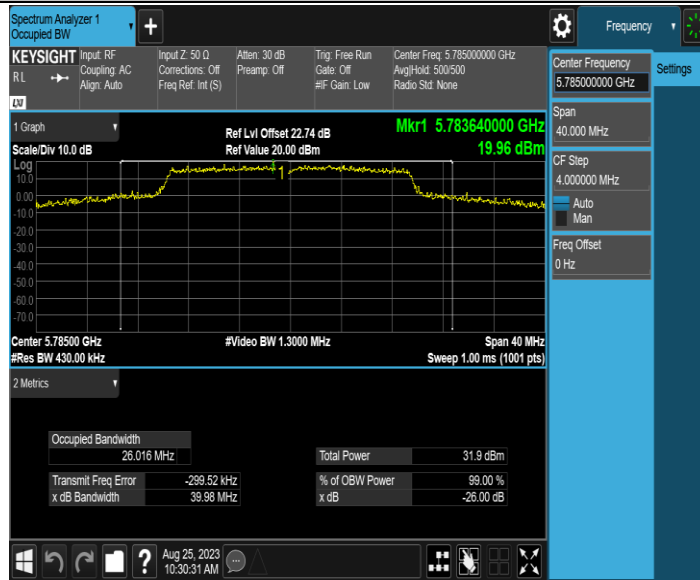 Spectrum Analyzer 1
Occupied BW
+
Frequency
KEYSIGHT
RL
LXI
Input: RF
Coupling: AC
Align: Auto
Input Z: 50 Ω
Corrections: Off
Freq Ref: Int (S)
Atten: 30 dB
Preamp: Off
Trig: Free Run
Gate: Off
#IF Gain: Low
Center Freq: 5.785000000 GHz
Avg|Hold: 500/500
Radio Std: None
Center Frequency
5.785000000 GHz
Settings
Span
40.000 MHz
CF Step
4.000000 MHz
Auto
Man
Freq Offset
0 Hz
1 Graph
Scale/Div 10.0 dB
Ref Lvl Offset 22.74 dB
Ref Value 20.00 dBm
Mkr1 5.783640000 GHz
19.96 dBm
Log
10.0
0.00
-10.0
-20.0
-30.0
-40.0
-50.0
-60.0
-70.0
1
Center 5.78500 GHz
#Video BW 1.3000 MHz
Span 40 MHz
#Res BW 430.00 kHz
Sweep 1.00 ms (1001 pts)
2 Metrics
Occupied Bandwidth
26.016 MHz
Total Power 31.9 dBm
Transmit Freq Error -299.52 kHz
% of OBW Power 99.00 %
x dB Bandwidth 39.98 MHz
x dB -26.00 dB
?
Aug 25, 2023
10:30:31 AM